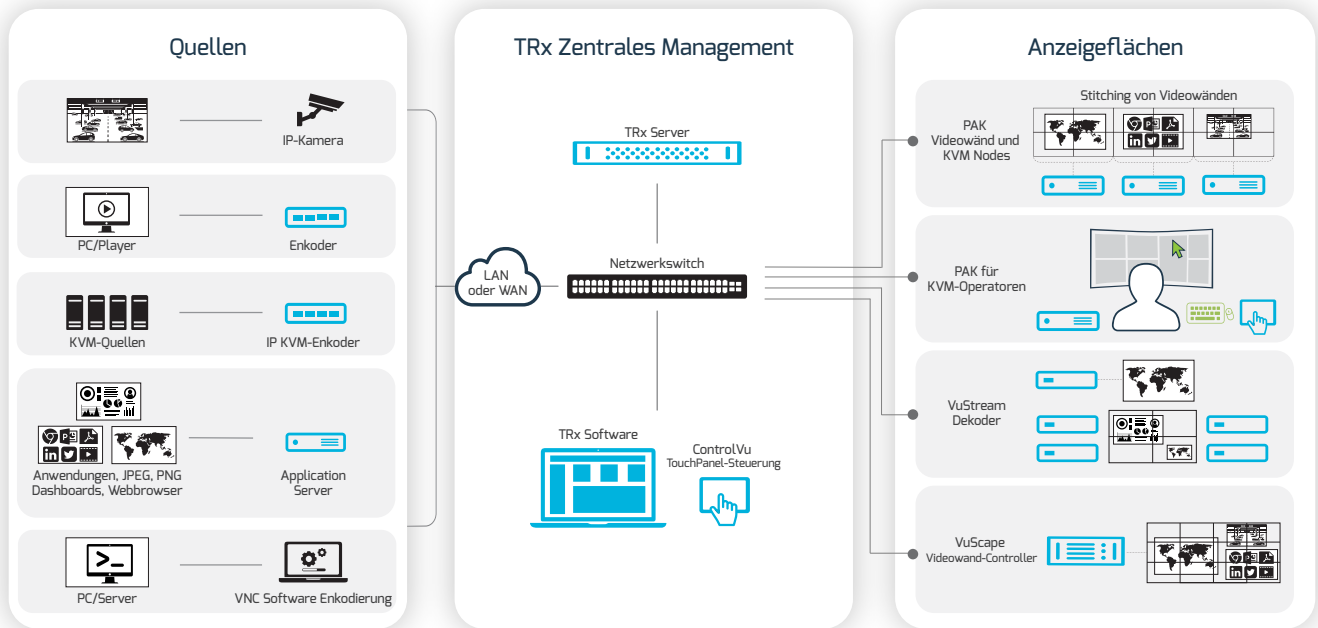 Quellen
IP-Kamera
PC/Player
Enkoder
KVM-Quellen
IP KVM-Enkoder
Anwendungen, JPEG, PNG
Dashboards, Webbrowser
Application
Server
PC/Server
VNC Software Enkodierung
TRx Zentrales Management
TRx Server
LAN
oder WAN
Netzwerkswitch
TRx Software
ControlVu
TouchPanel-Steuerung
Anzeigeflächen
PAK
Videowänd und
KVM Nodes
Stitching von Videowänden
PAK für
KVM-Operatoren
VuStream
Dekoder
VuScape
Videowand-Controller